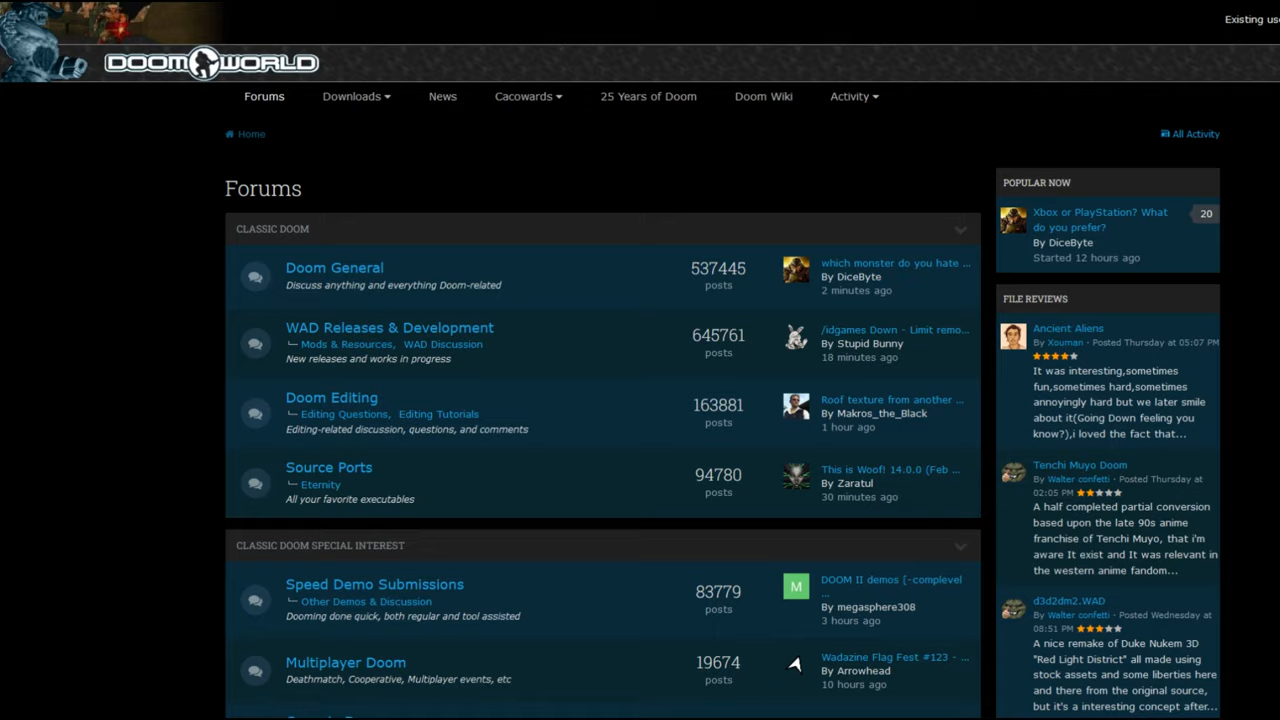 Existing us
DOOMWORLD
Forums Downloads News Cacowards 25 Years of Doom Doom Wiki Activity
Home
All Activity
Forums
CLASSIC DOOM
Doom General
Discuss anything and everything Doom-related
537445
posts
which monster do you hate ...
By DiceByte
2 minutes ago
WAD Releases & Development
Mods & Resources, WAD Discussion
New releases and works in progress
645761
posts
/idgames Down - Limit remo...
By Stupid Bunny
18 minutes ago
Doom Editing
Editing Questions, Editing Tutorials
Editing-related discussion, questions, and comments
163881
posts
Roof texture from another ...
By Makros_the_Black
1 hour ago
Source Ports
Eternity
All your favorite executables
94780
posts
This is Woof! 14.0.0 (Feb ...
By Zaratul
30 minutes ago
CLASSIC DOOM SPECIAL INTEREST
Speed Demo Submissions
Other Demos & Discussion
Dooming done quick, both regular and tool assisted
83779
posts
M
DOOM II demos [-complevel
...
By megasphere308
3 hours ago
Multiplayer Doom
Deathmatch, Cooperative, Multiplayer events, etc
19674
posts
Wadazine Flag Fest #123 - ...
By Arrowhead
10 hours ago
POPULAR NOW
Xbox or PlayStation? What
do you prefer?
20
By DiceByte
Started 12 hours ago
FILE REVIEWS
Ancient Aliens
By Xouman · Posted Thursday at 05:07 PM
It was interesting,sometimes
fun,sometimes hard,sometimes
annoyingly hard but we later smile
about it(Going Down feeling you
know?),i loved the fact that...
Tenchi Muyo Doom
By Walter confetti · Posted Thursday at
02:05 PM
A half completed partial conversion
based upon the late 90s anime
franchise of Tenchi Muyo, that i'm
aware It exist and It was relevant in
the western anime fandom...
d3d2dm2.WAD
By Walter confetti · Posted Wednesday at
08:51 PM
A nice remake of Duke Nukem 3D
"Red Light District" all made using
stock assets and some liberties here
and there from the original source,
but it's a interesting concept after...